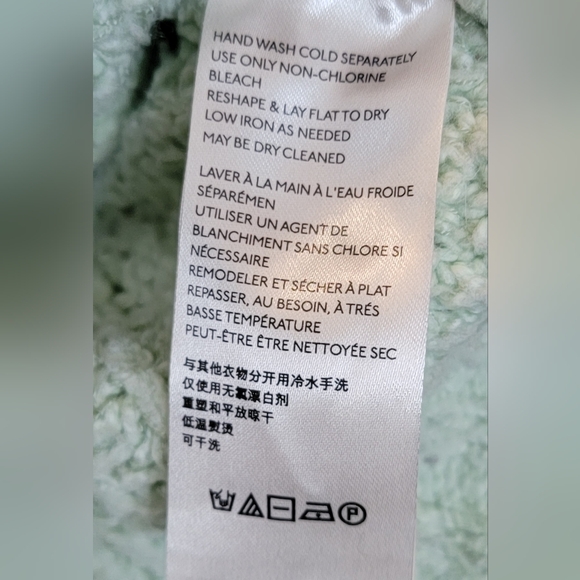 HAND WASH COLD SEPARATELY
USE ONLY NON-CHLORINE
BLEACH
RESHAPE & LAY FLAT TO DRY
LOW IRON AS NEEDED
MAY BE DRY CLEANED
LAVER À LA MAIN À L'EAU FROIDE
SÉPARÉMEN
UTILISER UN AGENT DE
BLANCHIMENT SANS CHLORE SI
NÉCESSAIRE
REMODELER ET SÉCHER À PLAT
REPASSER, AU BESOIN, À TRÉS
BASSE TEMPÉRATURE
PEUT-ÊTRE ÊTRE NETTOYÉE SEC
与其他衣物分开用冷水手洗
仅使用无氯漂白剂
重塑和平放晾干
低温熨烫
可干洗
P